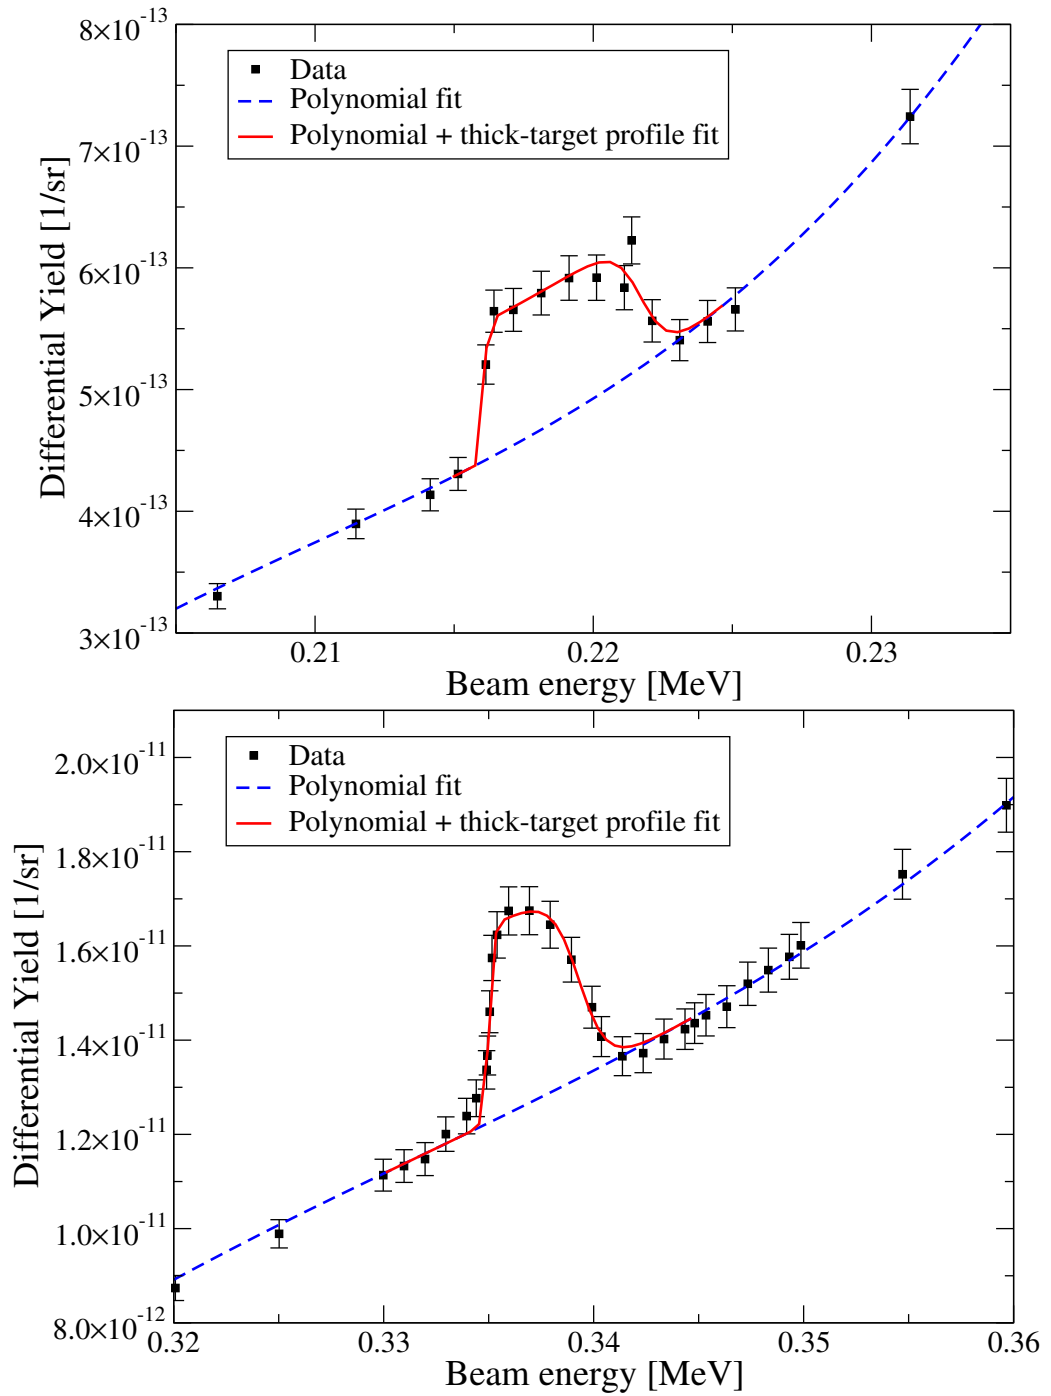 8×10⁻¹³
7×10⁻¹³
6×10⁻¹³
5×10⁻¹³
4×10⁻¹³
3×10⁻¹³
Differential Yield [1/sr]
Data
Polynomial fit
Polynomial + thick-target profile fit
0.21
0.22
0.23
Beam energy [MeV]
2.0×10⁻¹¹
1.8×10⁻¹¹
1.6×10⁻¹¹
1.4×10⁻¹¹
1.2×10⁻¹¹
1.0×10⁻¹¹
8.0×10⁻¹²
Differential Yield [1/sr]
Data
Polynomial fit
Polynomial + thick-target profile fit
0.32
0.33
0.34
0.35
0.36
Beam energy [MeV]